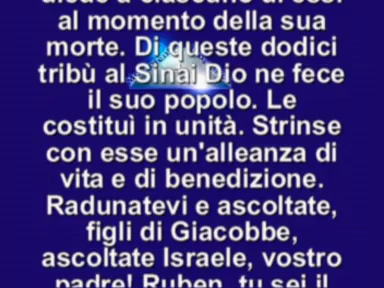 diede a ciascuno di essi
al momento della sua
morte. Di queste dodici
tribù al Sinai Dio ne fece
il suo popolo. Le
costituì in unità. Strinse
con esse un'alleanza di
vita e di benedizione.
Radunatevi e ascoltate,
figli di Giacobbe,
ascoltate Israele, vostro
padre! Ruben, tu sei il